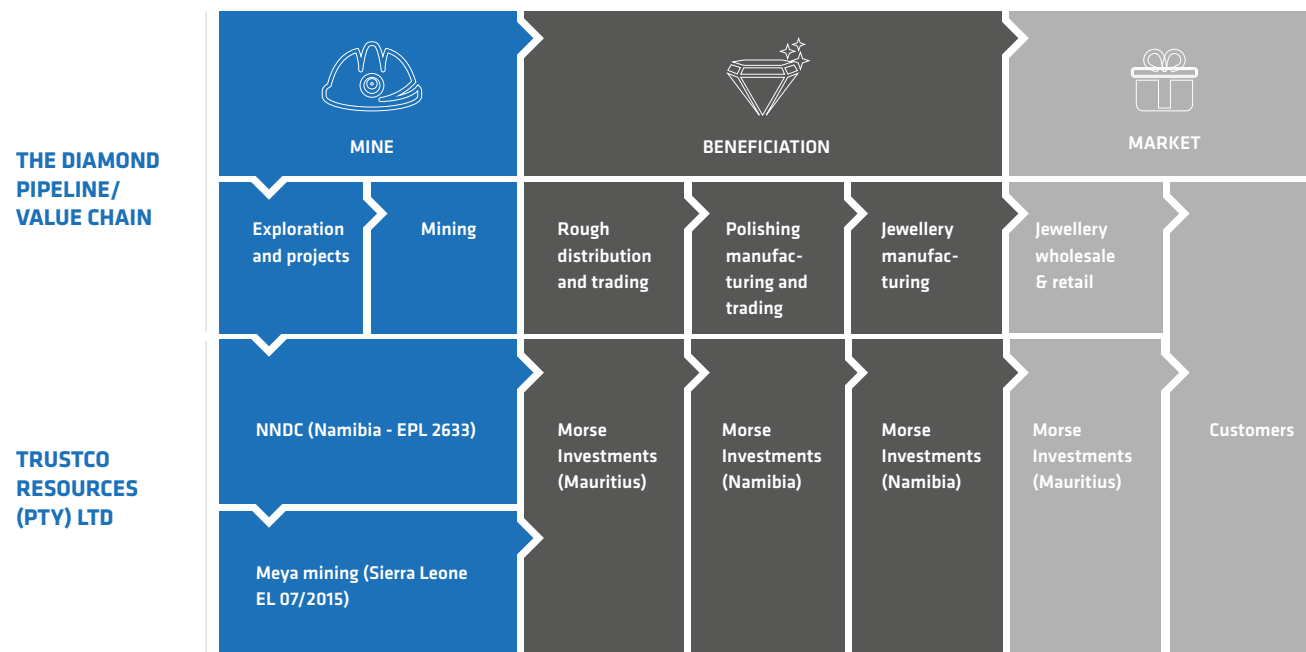 MINE
BENEFICIATION
MARKET
THE DIAMOND
PIPELINE/
VALUE CHAIN
Exploration
and projects
Mining
Rough
distribution
and trading
Polishing
manufac-
turing and
trading
Jewellery
manufac-
turing
Jewellery
wholesale
& retail
TRUSTCO
RESOURCES
(PTY) LTD
NNDC (Namibia - EPL 2633)
Meya mining (Sierra Leone
EL 07/2015)
Morse
Investments
(Mauritius)
Morse
Investments
(Namibia)
Morse
Investments
(Namibia)
Morse
Investments
(Mauritius)
Customers